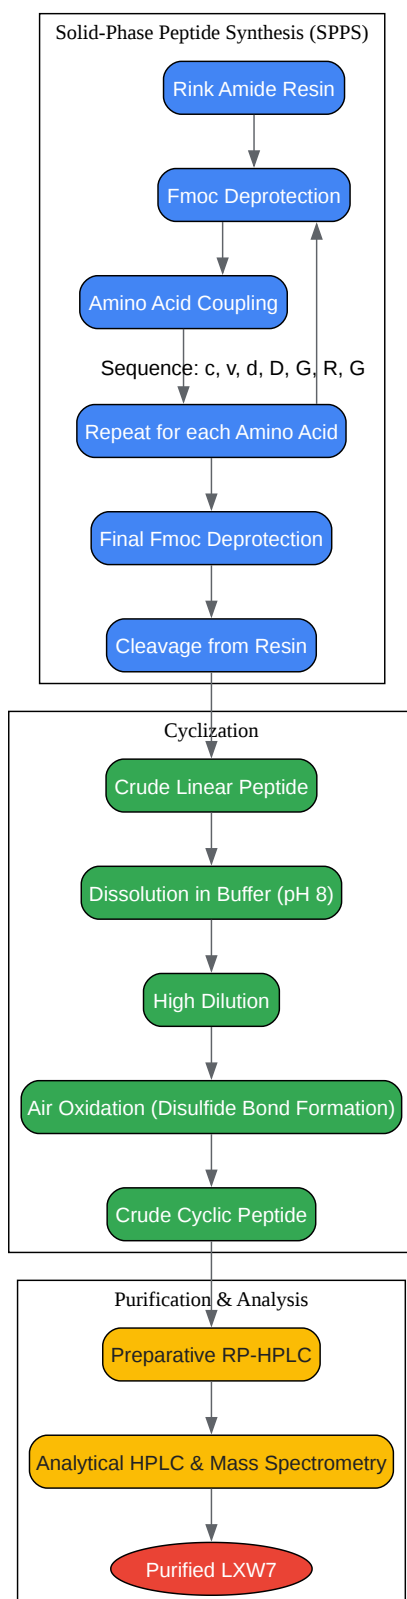 Solid-Phase Peptide Synthesis (SPPS)
Rink Amide Resin
Fmoc Deprotection
Amino Acid Coupling
Sequence: c, v, d, D, G, R, G
Repeat for each Amino Acid
Final Fmoc Deprotection
Cleavage from Resin
Cyclization
Crude Linear Peptide
Dissolution in Buffer (pH 8)
High Dilution
Air Oxidation (Disulfide Bond Formation)
Crude Cyclic Peptide
Purification & Analysis
Preparative RP-HPLC
Analytical HPLC & Mass Spectrometry
Purified LXW7